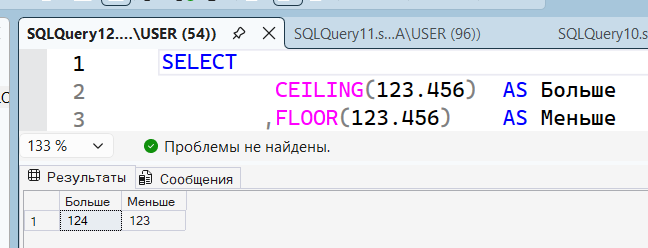 SQLQuery12....\USER (54)) SQLQuery11.s...A\USER (96)) SQLQuery10.s
1 SELECT
2 CEILING(123.456) AS Больше
3 ,FLOOR(123.456) AS Меньше
133 % Проблемы не найдены.
Результаты Сообщения
Больше Меньше
1 124 123